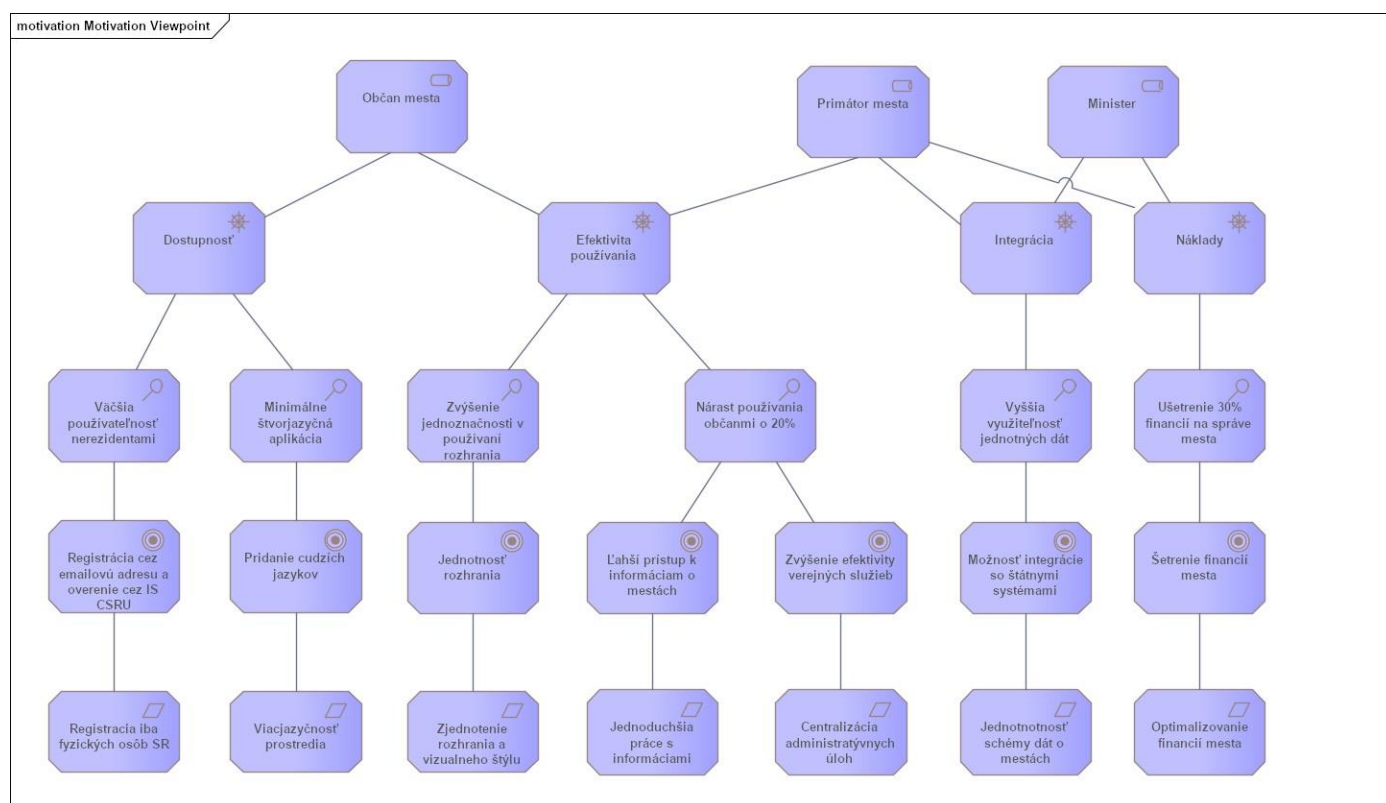 motivation Motivation Viewpoint
Občan mesta
Primátor mesta
Minister
Dostupnosť
Efektivita
používania
Integrácia
Náklady
Väčšia
použivateľnosť
nerezidentami
Minimálne
štvorjazyčná
aplikácia
Zvýšenie
jednoznačnosti v
používaní
rozhrania
Nárast používania
občanmi o 20%
Vyššia
využiteľnosť
jednotných dát
Ušetrenie 30%
financií na správe
mesta
Registrácia cez
emailovú adresu a
overenie cez IS
CSRU
Pridanie cudzích
jazykov
Jednotnosť
rozhrania
Ľahší prístup k
informáciam o
mestách
Zvýšenie efektivity
verejných služieb
Možnosť integrácie
so štátnymi
systémami
Šetrenie financií
mesta
Registracia iba
fyzických osôb SR
Viacjazyčnosť
prostredia
Zjednotenie
rozhrania a
vizualneho štýlu
Jednoduchšia
práce s
informáciami
Centralizácia
administratývnych
úloh
Jednotnotnosť
schémy dát o
mestách
Optimalizovanie
financií mesta